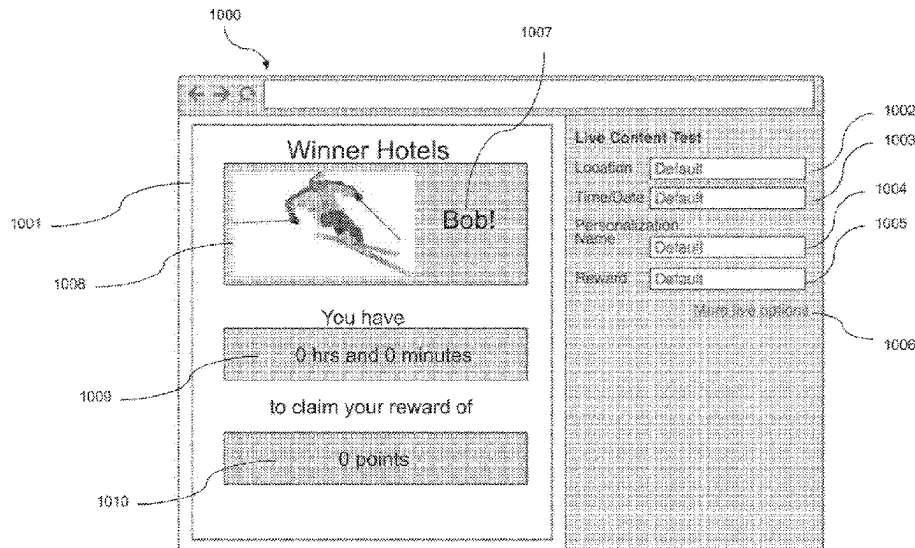 1000
1007
1002
Live Content Test
1003
Winner Hotels
Location Default
1004
Time/Date Default
1005
1001
Bob!
Personalization:
Name Default
1008
Reward Default
More live options
You have
1006
0 hrs and 0 minutes
1009
to claim your reward of
0 points
1010